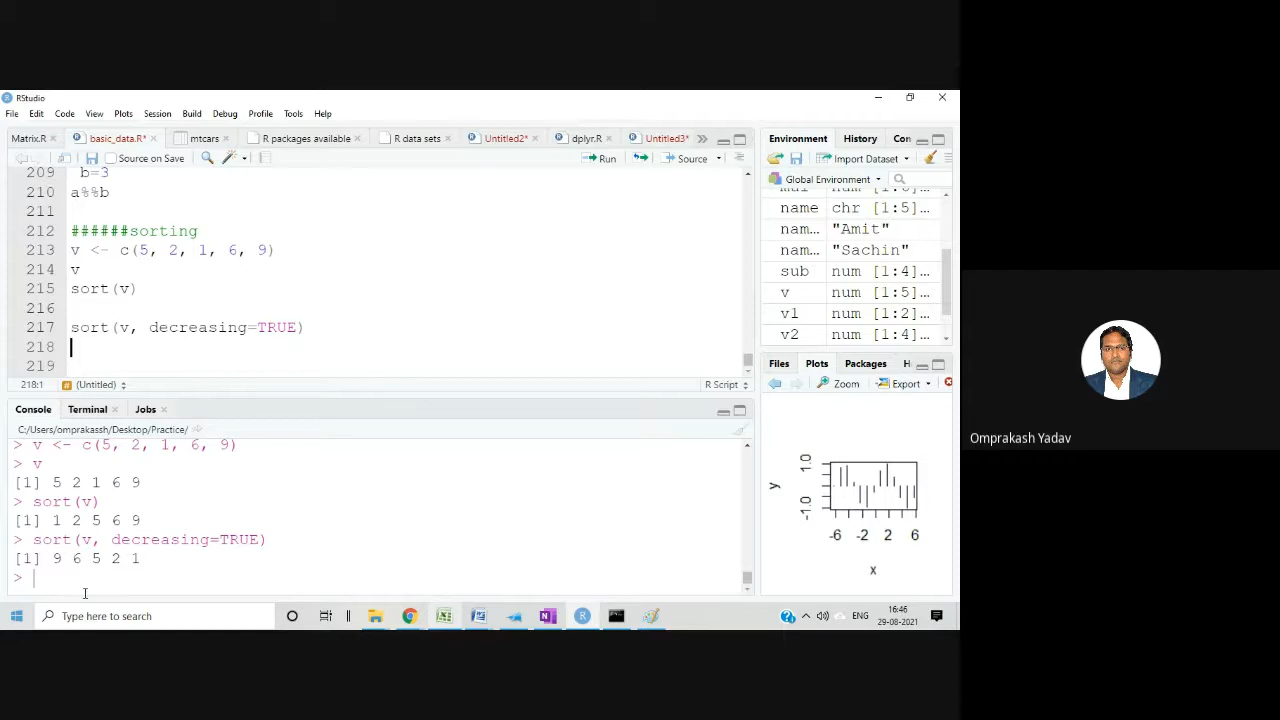 RStudio
File Edit Code View Plots Session Build Debug Profile Tools Help
Matrix.R basic_data.R* mtcars R packages available R data sets Untitled2* dplyr.R Untitled3*
Source on Save Run Source
209 b=3
210 a%%b
211
212 ######sorting
213 v <- c(5, 2, 1, 6, 9)
214 v
215 sort(v)
216
217 sort(v, decreasing=TRUE)
218
219
218:1 # (Untitled) R Script
Console Terminal Jobs
C:/Users/omprakassh/Desktop/Practice/
> v <- c(5, 2, 1, 6, 9)
> v
[1] 5 2 1 6 9
> sort(v)
[1] 1 2 5 6 9
> sort(v, decreasing=TRUE)
[1] 9 6 5 2 1
>
Environment History Con
Import Dataset
Global Environment
name chr [1:5]…
nam… "Amit"
nam… "Sachin"
sub num [1:4]…
v num [1:5]…
v1 num [1:2]…
v2 num [1:4]…
Files Plots Packages H
Zoom Export
y
1.0
-1.0
-6 -2 2 6
x
Type here to search
ENG
16:46
29-08-2021
Omprakash Yadav